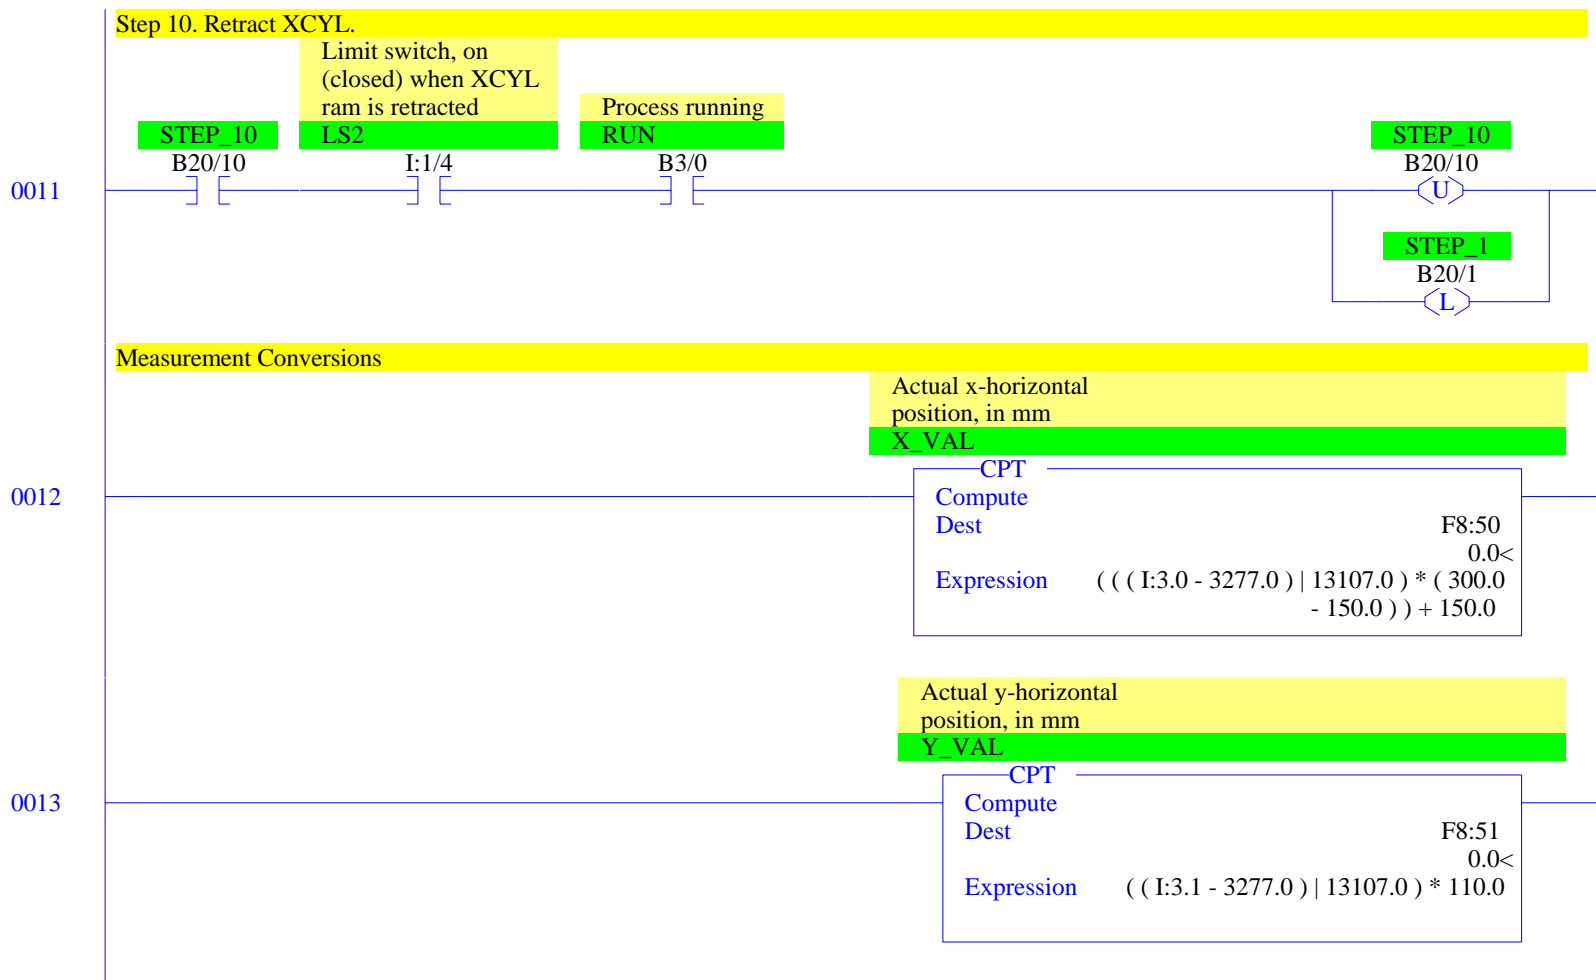 Step 10. Retract XCYL.
Limit switch, on
(closed) when XCYL
ram is retracted
Process running
STEP_10
LS2
RUN
STEP_10
B20/10
I:1/4
B3/0
B20/10
0011
U
STEP_1
B20/1
L
Measurement Conversions
Actual x-horizontal
position, in mm
X_VAL
CPT
0012
Compute
Dest F8:50
0.0<
Expression ( ( ( I:3.0 - 3277.0 ) | 13107.0 ) * ( 300.0
- 150.0 ) ) + 150.0
Actual y-horizontal
position, in mm
Y_VAL
CPT
0013
Compute
Dest F8:51
0.0<
Expression ( ( I:3.1 - 3277.0 ) | 13107.0 ) * 110.0